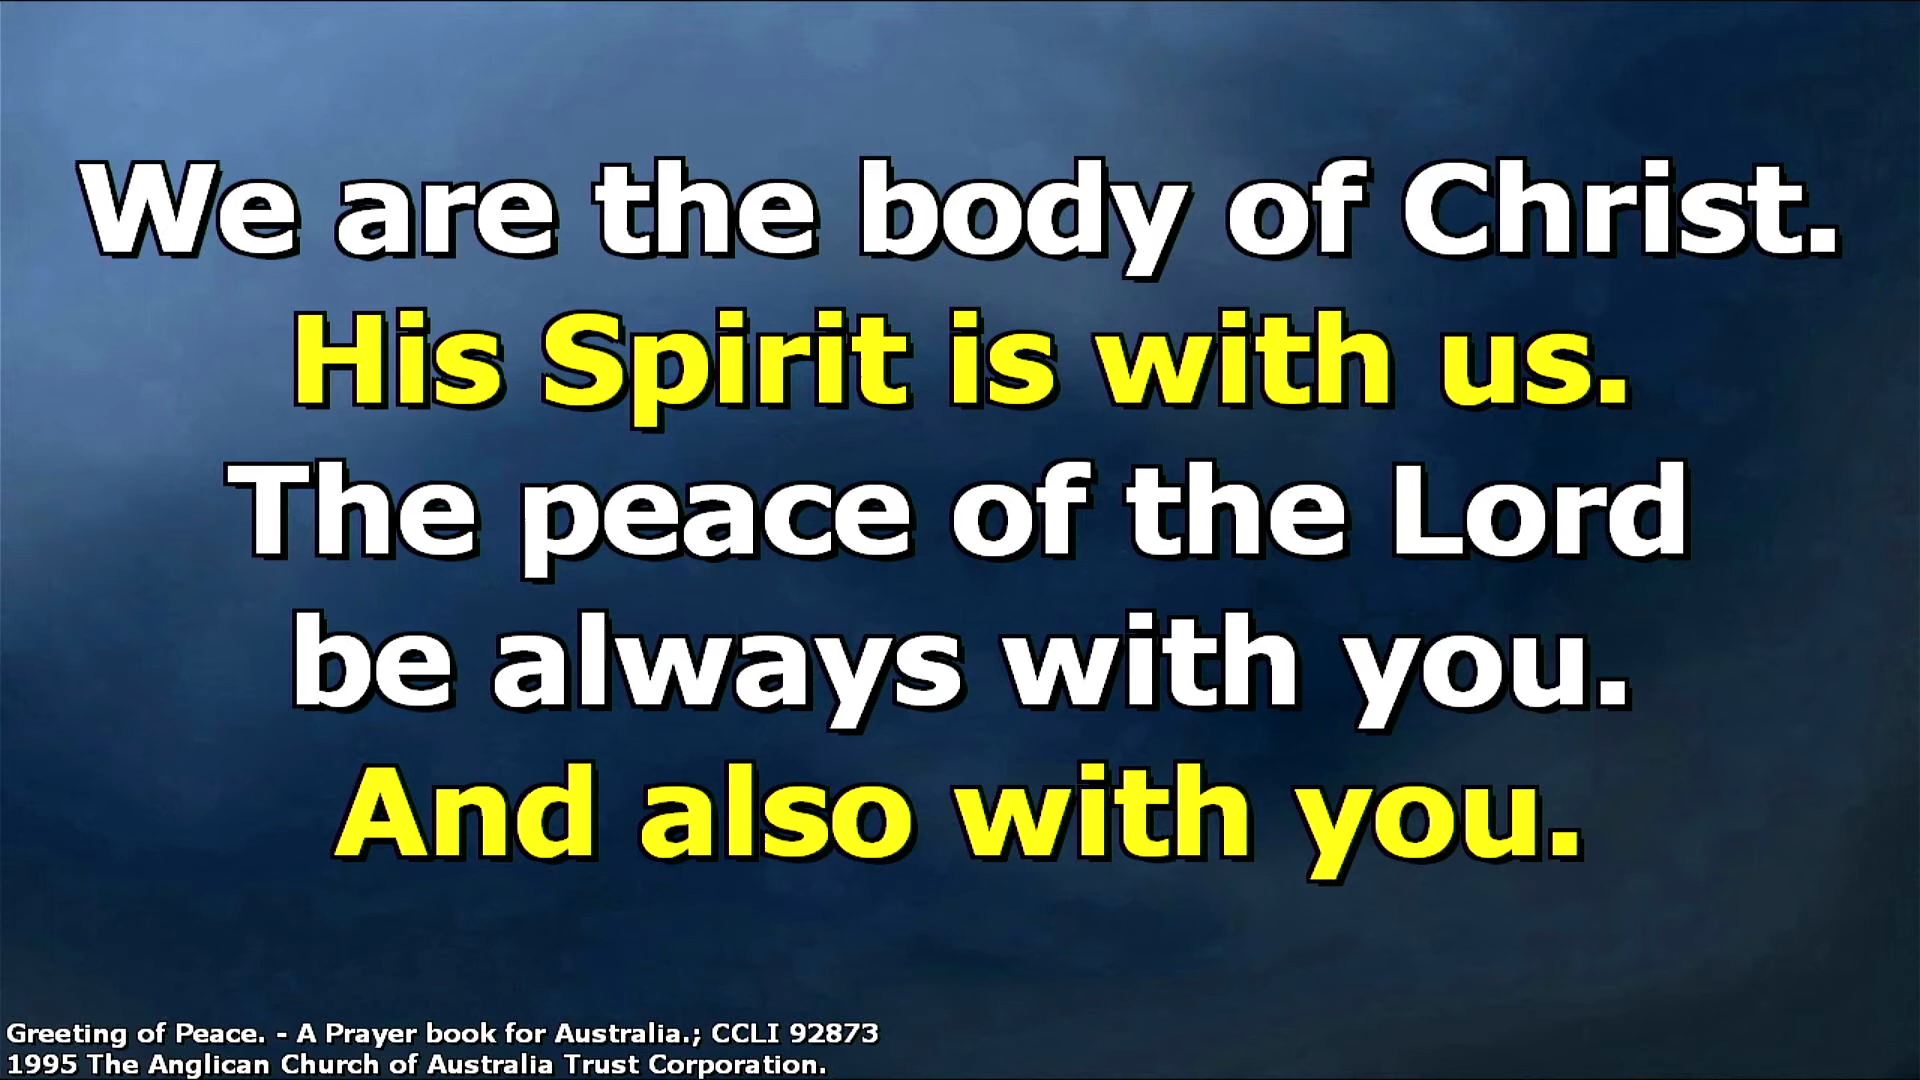 We are the body of Christ.
His Spirit is with us.
The peace of the Lord
be always with you.
And also with you.
Greeting of Peace. - A Prayer book for Australia.; CCLI 92873
1995 The Anglican Church of Australia Trust Corporation.